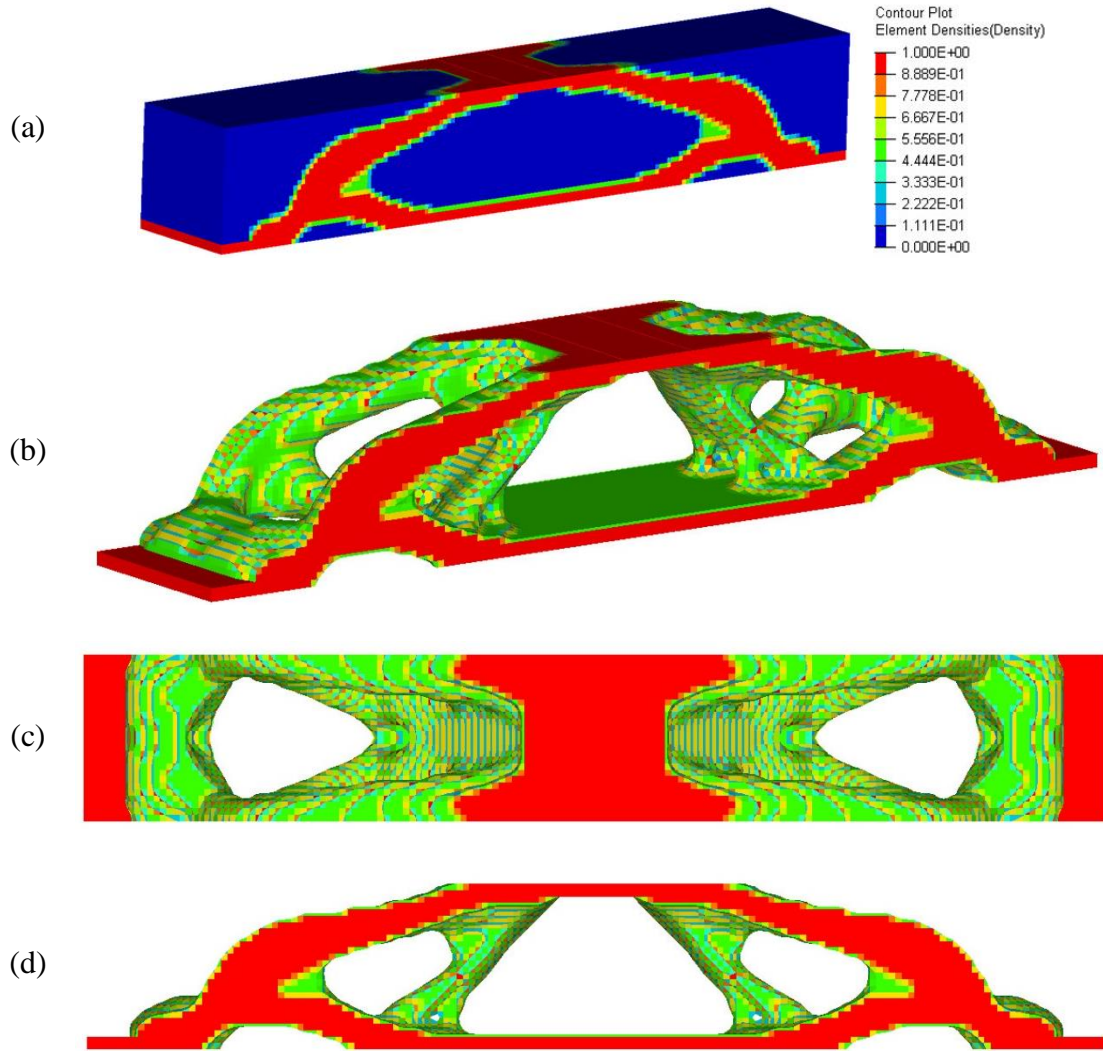 Contour Plot
Element Densities(Density)
1.000E+00
8.889E-01
7.778E-01
6.667E-01
5.556E-01
4.444E-01
3.333E-01
2.222E-01
1.111E-01
0.000E+00
(a)
(b)
(c)
(d)